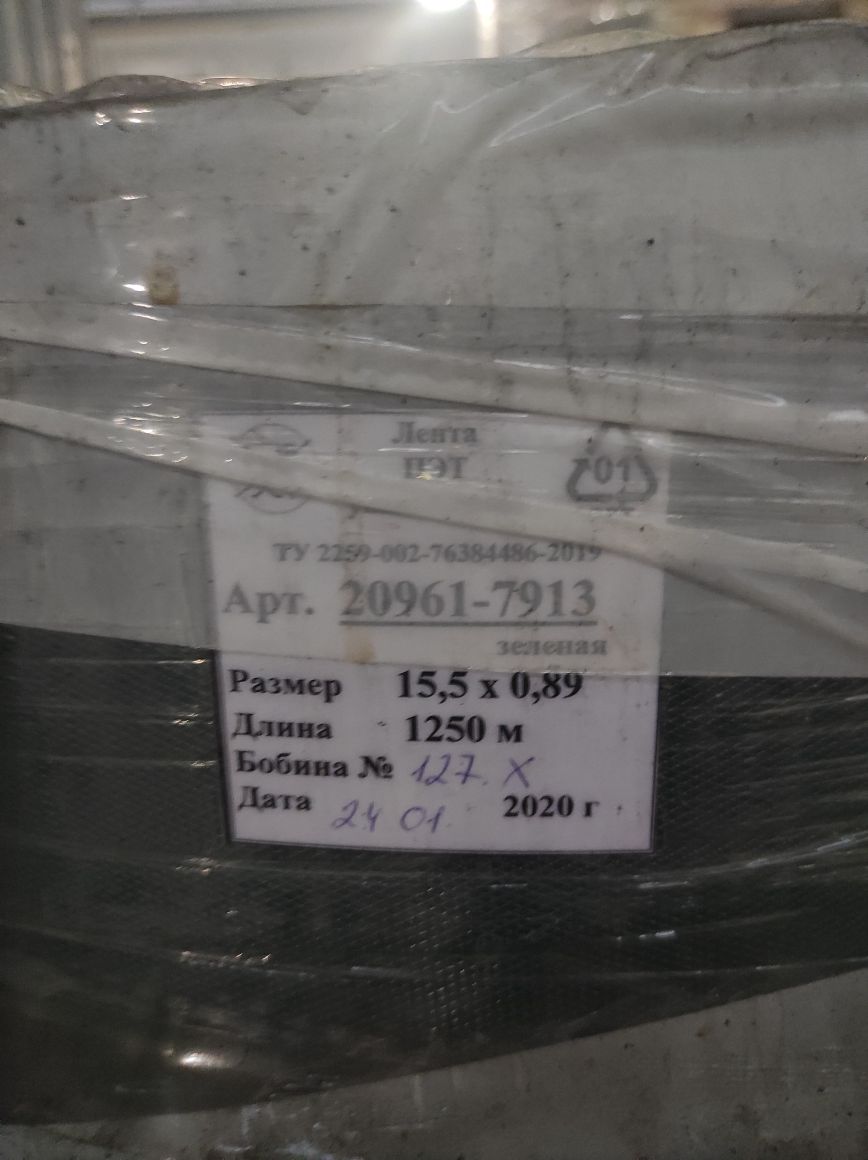 Лента
ПЭТ
01
ТУ 2259-002-76384486-2019
Арт. 20961-7913
зеленая
Размер 15,5 х 0,89
Длина 1250 м
Бобина № 127. X
Дата 24 01. 2020 г